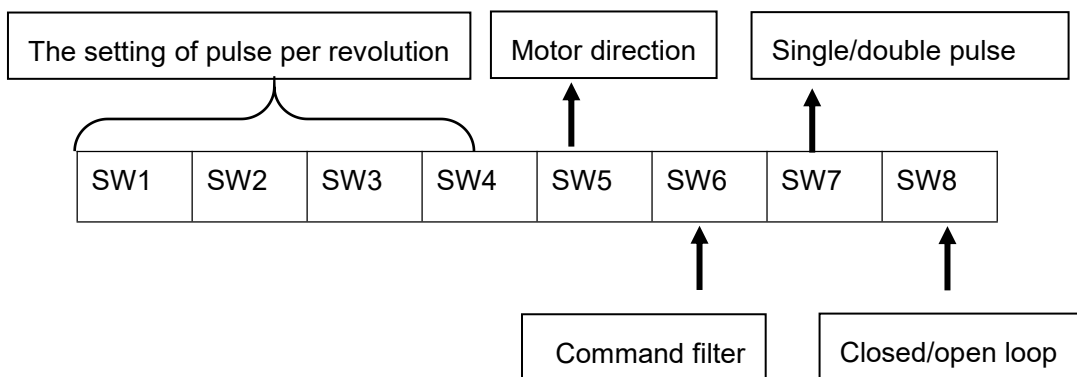 The setting of pulse per revolution
Motor direction
Single/double pulse
SW1 SW2 SW3 SW4 SW5 SW6 SW7 SW8
Command filter
Closed/open loop